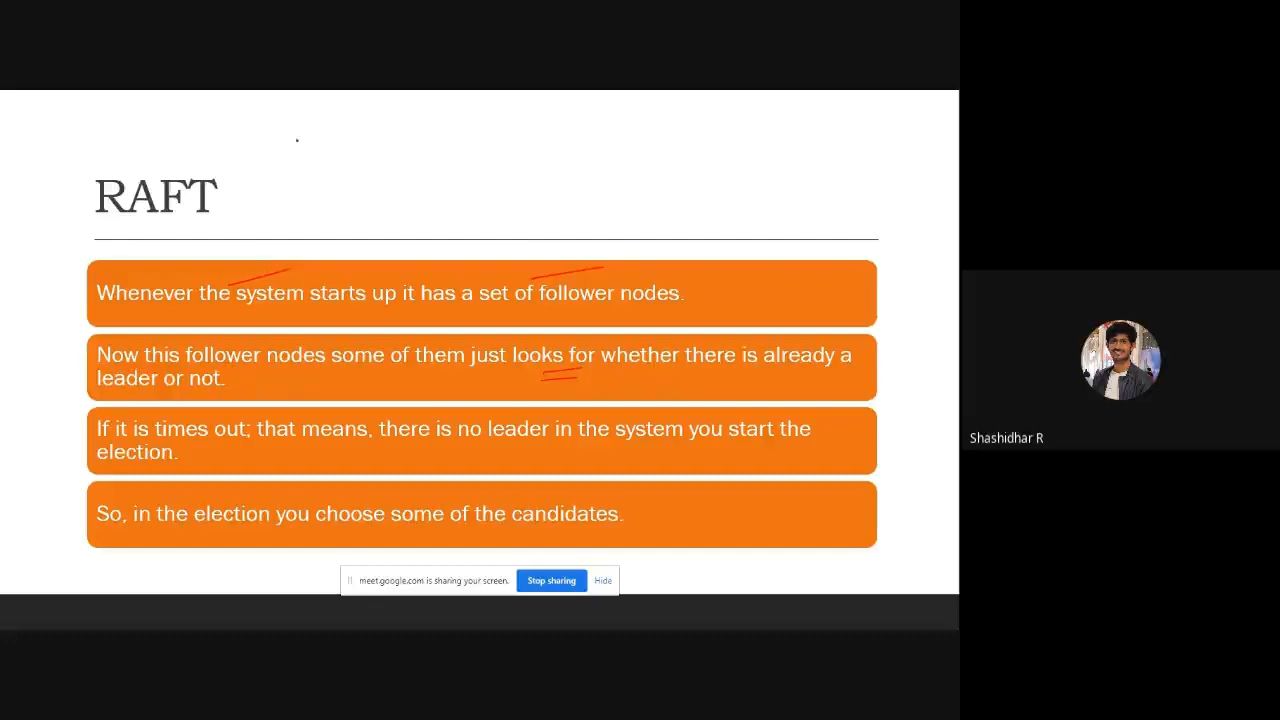 RAFT
Whenever the system starts up it has a set of follower nodes.
Now this follower nodes some of them just looks for whether there is already a
leader or not.
If it is times out; that means, there is no leader in the system you start the
election.
So, in the election you choose some of the candidates.
meet.google.com is sharing your screen. Stop sharing Hide
Shashidhar R